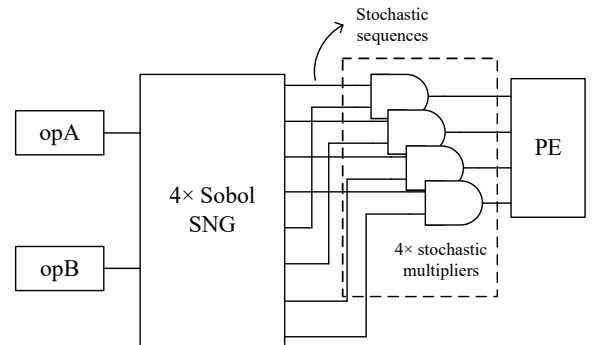 Stochastic
sequences
opA
4× Sobol
SNG
PE
opB
4× stochastic
multipliers